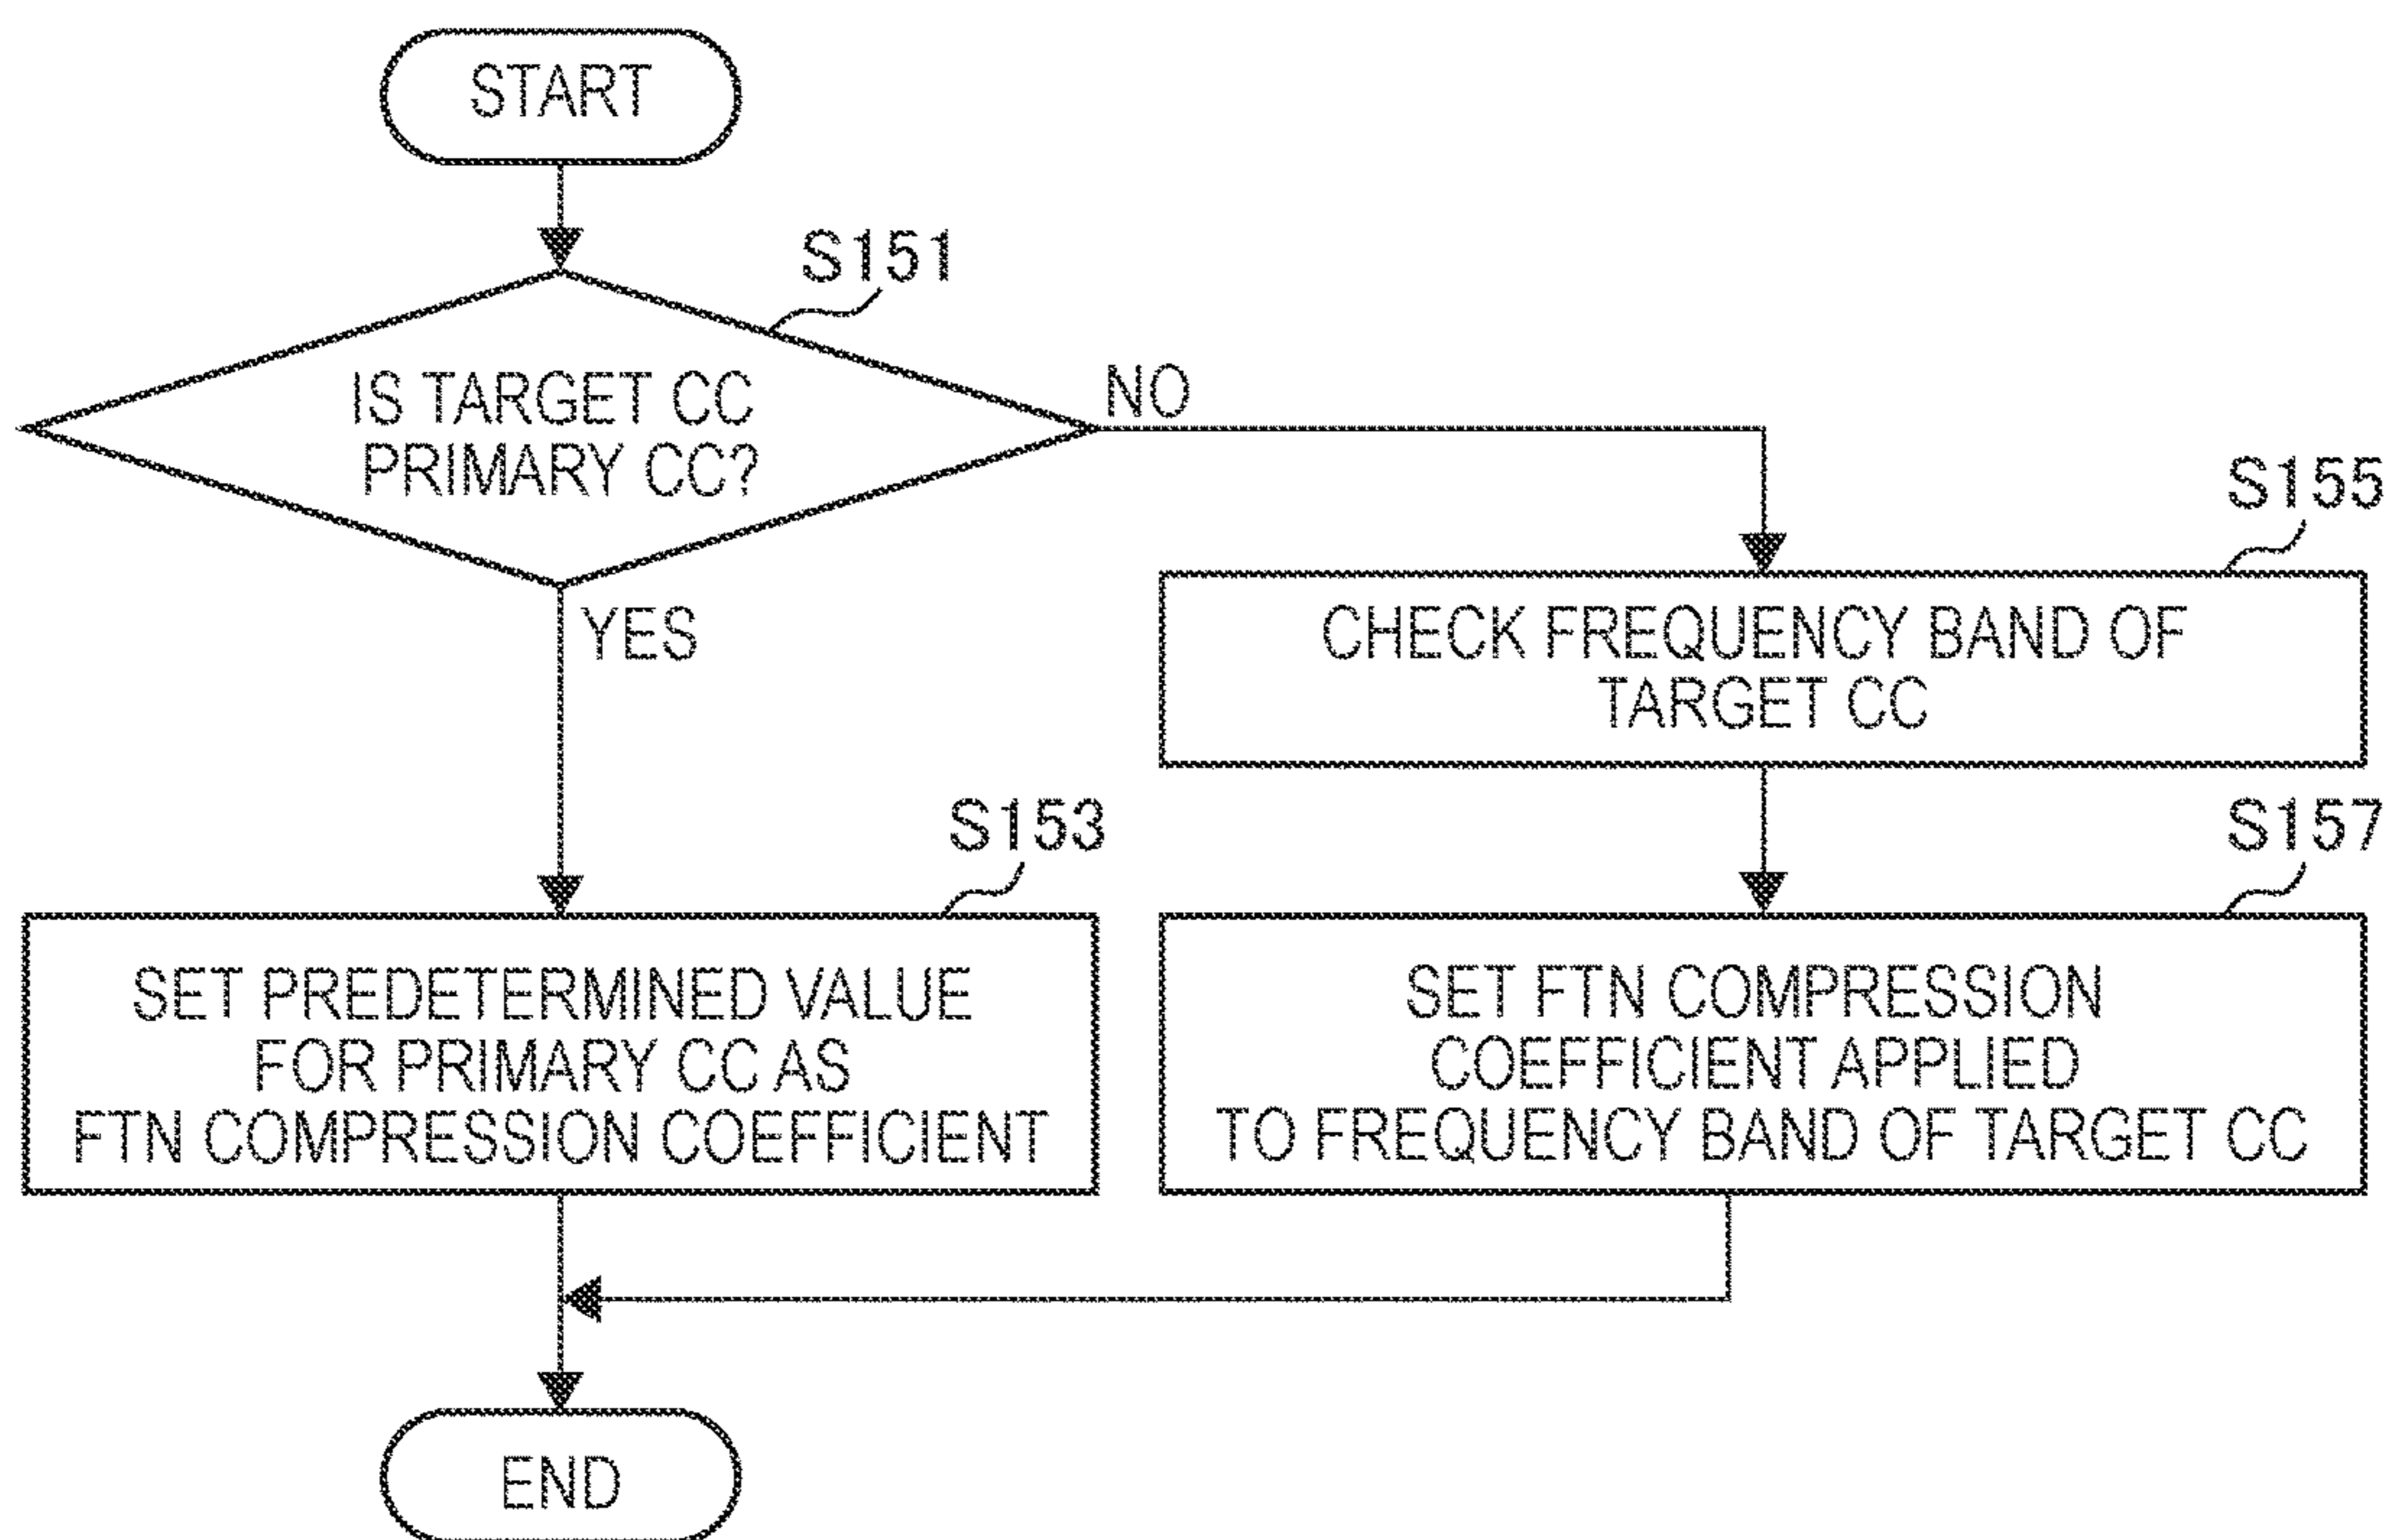 START
S151
IS TARGET CC
PRIMARY CC?
NO
YES
S155
CHECK FREQUENCY BAND OF
TARGET CC
S153
SET PREDETERMINED VALUE
FOR PRIMARY CC AS
FTN COMPRESSION COEFFICIENT
S157
SET FTN COMPRESSION
COEFFICIENT APPLIED
TO FREQUENCY BAND OF TARGET CC
END